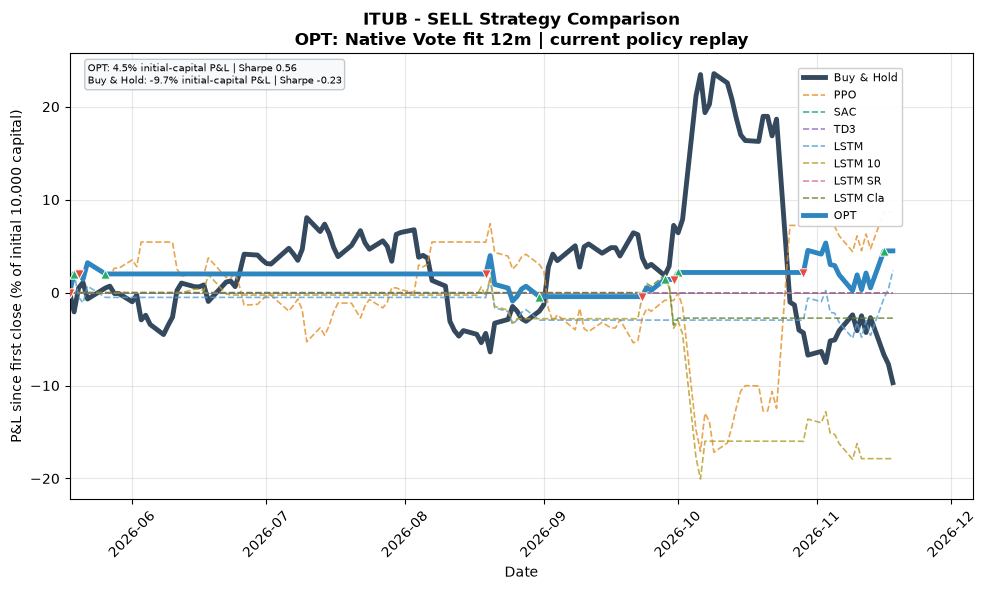 ITUB - SELL Strategy Comparison
OPT: Native Vote fit 12m | current policy replay
OPT: 4.5% initial-capital P&L | Sharpe 0.56
Buy & Hold: -9.7% initial-capital P&L | Sharpe -0.23
Buy & Hold
PPO
SAC
TD3
LSTM
LSTM 10
LSTM SR
LSTM Cla
OPT
P&L since first close (% of initial 10,000 capital)
20
10
0
−10
−20
2026-06
2026-07
2026-08
2026-09
2026-10
2026-11
2026-12
Date